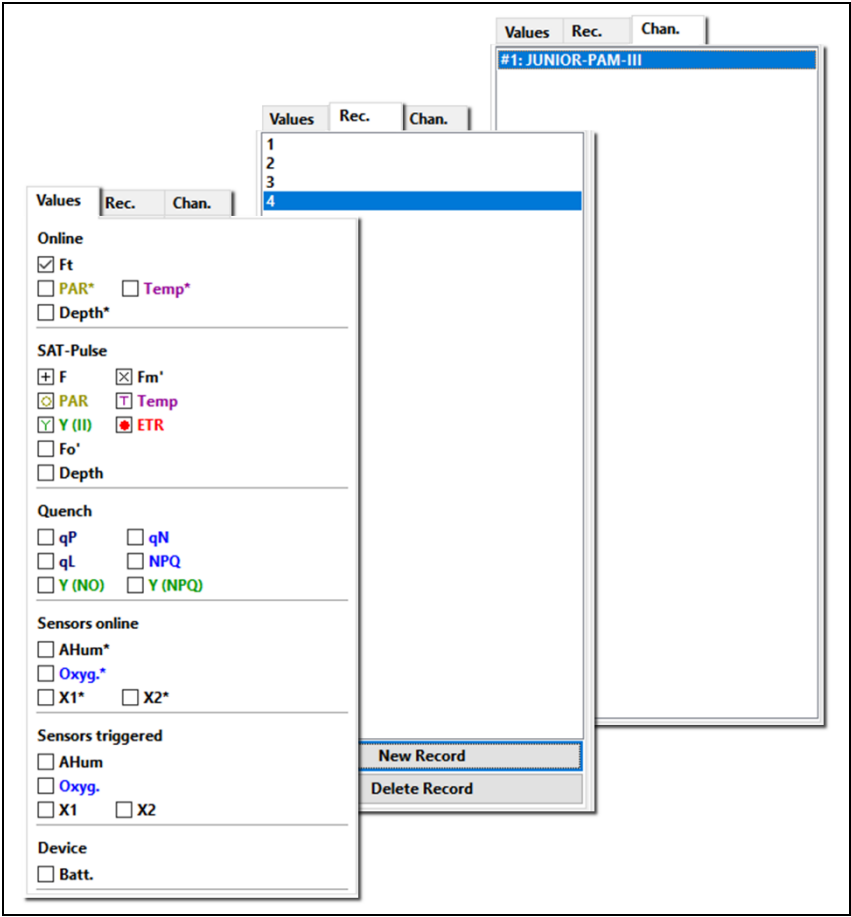 Values Rec. Chan.
#1: JUNIOR-PAM-III
Values Rec. Chan.
1
2
3
4
New Record
Delete Record
Values Rec. Chan.
Online
Ft
PAR* Temp*
Depth*
SAT-Pulse
F Fm'
PAR T Temp
Y Y (II) ETR
Fo'
Depth
Quench
qP qN
qL NPQ
Y (NO) Y (NPQ)
Sensors online
AHum*
Oxyg.*
X1* X2*
Sensors triggered
AHum
Oxyg.
X1 X2
Device
Batt.